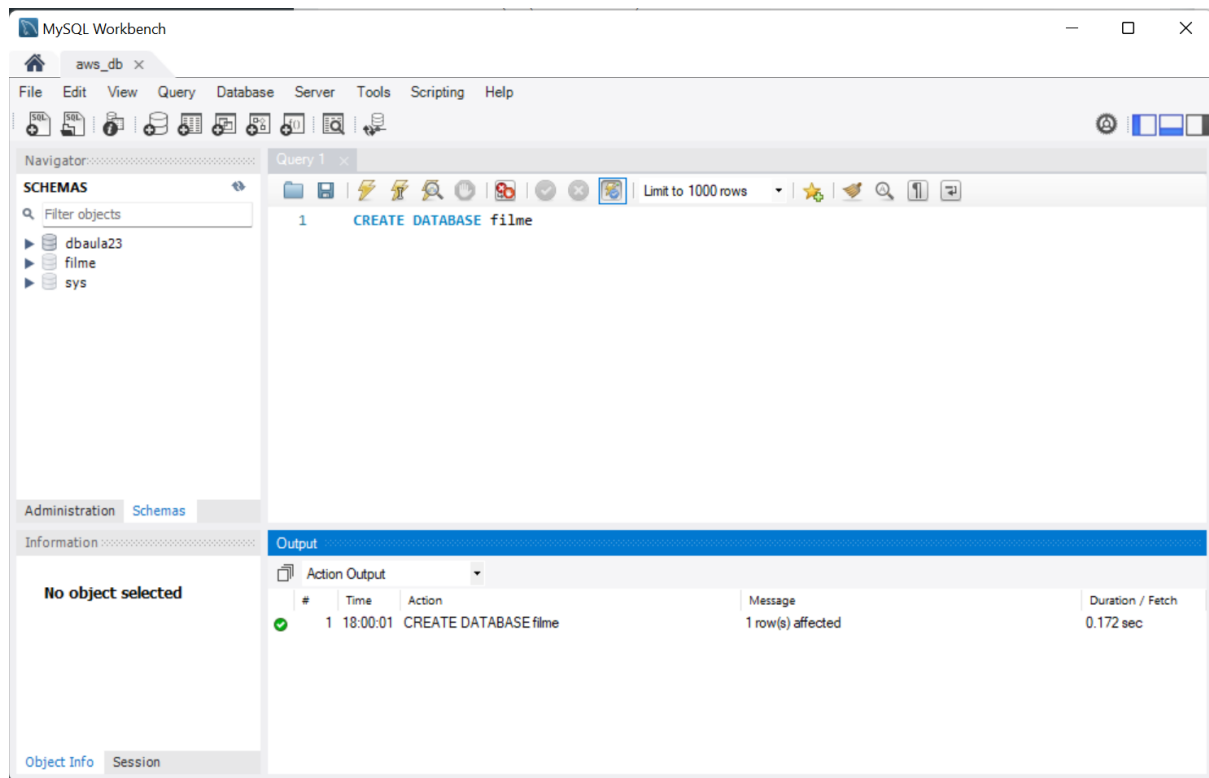 MySQL Workbench
aws_db
File Edit View Query Database Server Tools Scripting Help
Navigator
SCHEMAS
Filter objects
dbaula23
filme
sys
Administration Schemas
Query 1
Limit to 1000 rows
1 CREATE DATABASE filme
Information
No object selected
Object Info Session
Output
Action Output
# Time Action Message Duration / Fetch
1 18:00:01 CREATE DATABASE filme 1 row(s) affected 0.172 sec